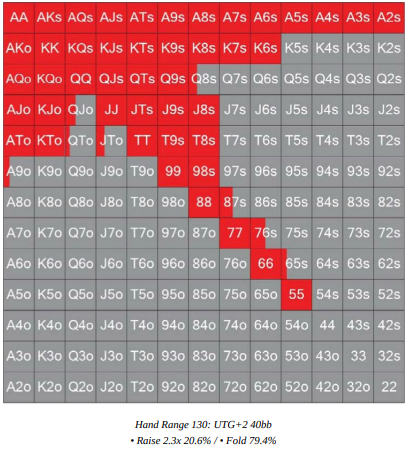 AA AKs AQs AJs ATs A9s A8s A7s A6s A5s A4s A3s A2s
AKo KK KQs KJs KTs K9s K8s K7s K6s K5s K4s K3s K2s
AQo KQo QQ QJs QTs Q9s Q8s Q7s Q6s Q5s Q4s Q3s Q2s
AJo KJo QJo JJ JTs J9s J8s J7s J6s J5s J4s J3s J2s
ATo KTo QTo JTo TT T9s T8s T7s T6s T5s T4s T3s T2s
A9o K9o Q9o J9o T9o 99 98s 97s 96s 95s 94s 93s 92s
A8o K8o Q8o J8o T8o 98o 88 87s 86s 85s 84s 83s 82s
A7o K7o Q7o J7o T7o 97o 87o 77 76s 75s 74s 73s 72s
A6o K6o Q6o J6o T6o 96o 86o 76o 66 65s 64s 63s 62s
A5o K5o Q5o J5o T5o 95o 85o 75o 65o 55 54s 53s 52s
A4o K4o Q4o J4o T4o 94o 84o 74o 64o 54o 44 43s 42s
A3o K3o Q3o J3o T3o 93o 83o 73o 63o 53o 43o 33 32s
A2o K2o Q2o J2o T2o 92o 82o 72o 62o 52o 42o 32o 22
Hand Range 130: UTG+2 40bb
• Raise 2.3x 20.6% / • Fold 79.4%